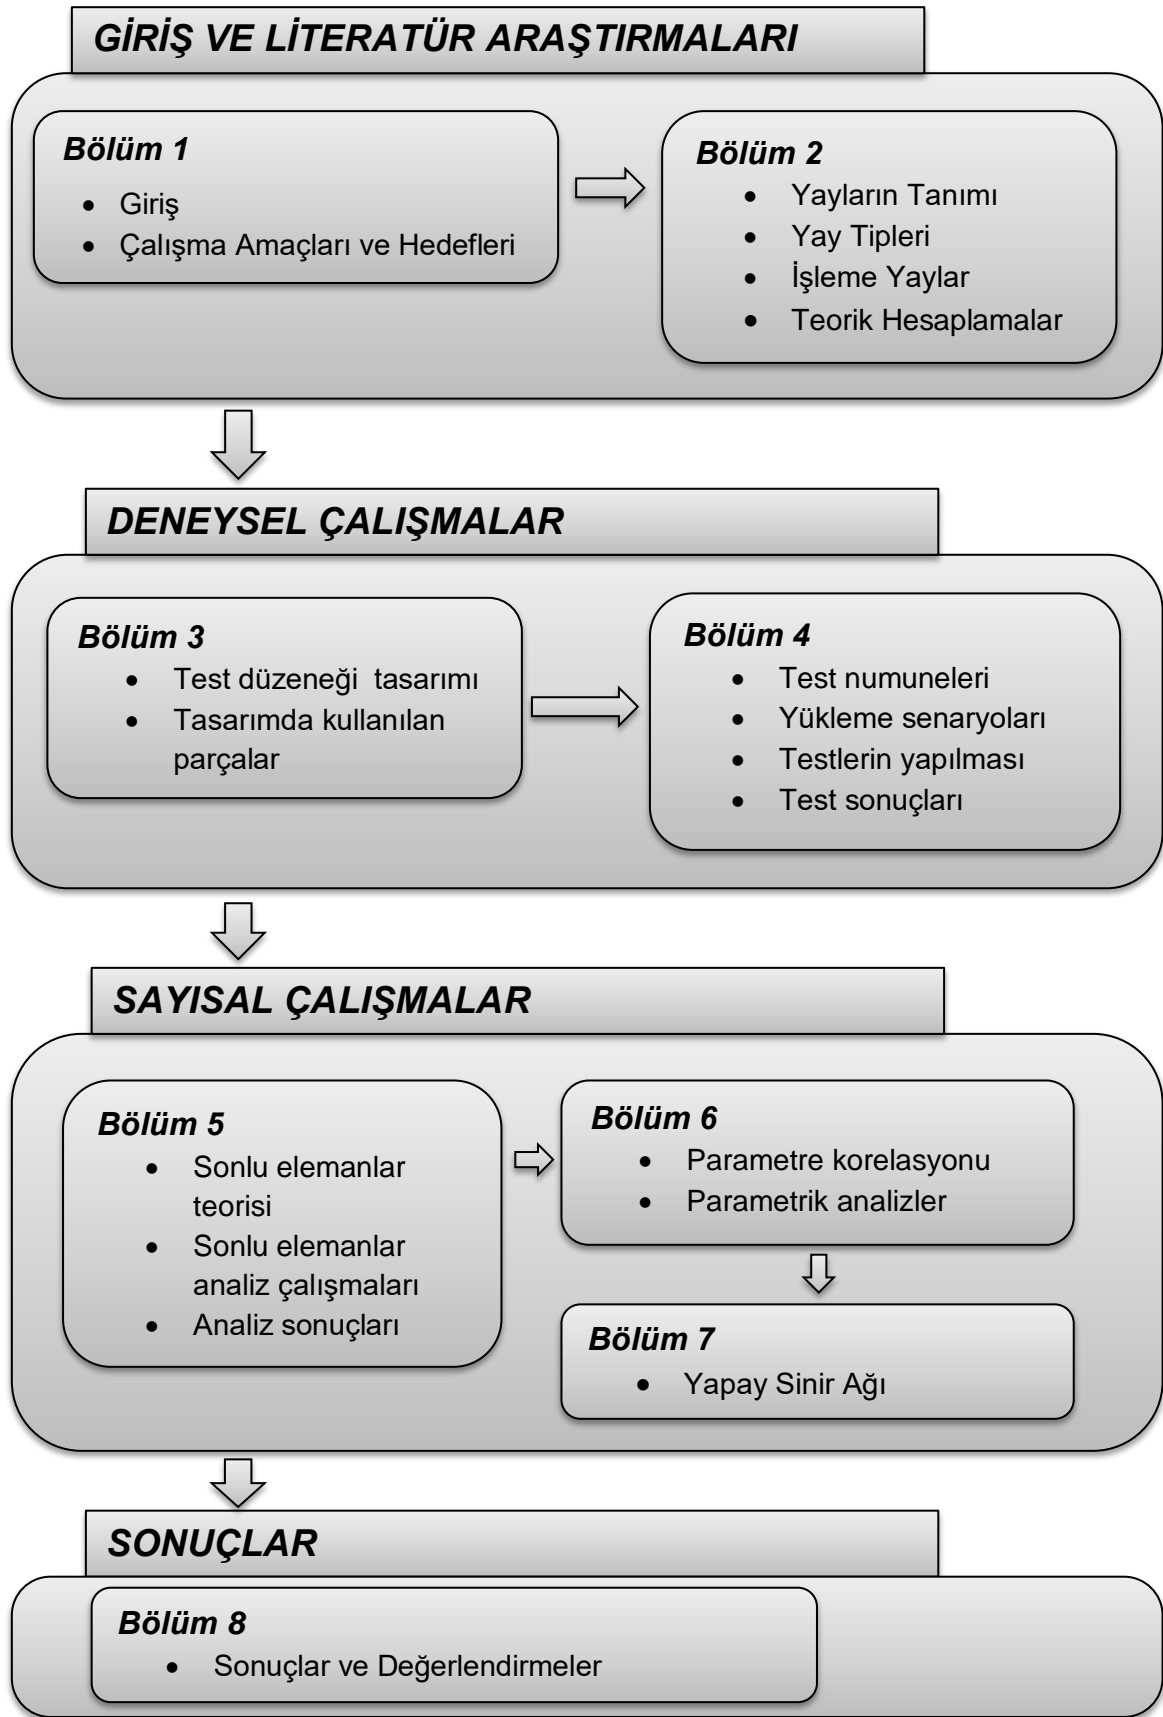 GİRİŞ VE LİTERATÜR ARAŞTIRMALARI
Bölüm 1
• Giriş
• Çalışma Amaçları ve Hedefleri
Bölüm 2
• Yayların Tanımı
• Yay Tipleri
• İşleme Yaylar
• Teorik Hesaplamalar
DENEYSEL ÇALIŞMALAR
Bölüm 3
• Test düzeneği tasarımı
• Tasarımda kullanılan
parçalar
Bölüm 4
• Test numuneleri
• Yükleme senaryoları
• Testlerin yapılması
• Test sonuçları
SAYISAL ÇALIŞMALAR
Bölüm 5
• Sonlu elemanlar
teorisi
• Sonlu elemanlar
analiz çalışmaları
• Analiz sonuçları
Bölüm 6
• Parametre korelasyonu
• Parametrik analizler
Bölüm 7
• Yapay Sinir Ağı
SONUÇLAR
Bölüm 8
• Sonuçlar ve Değerlendirmeler